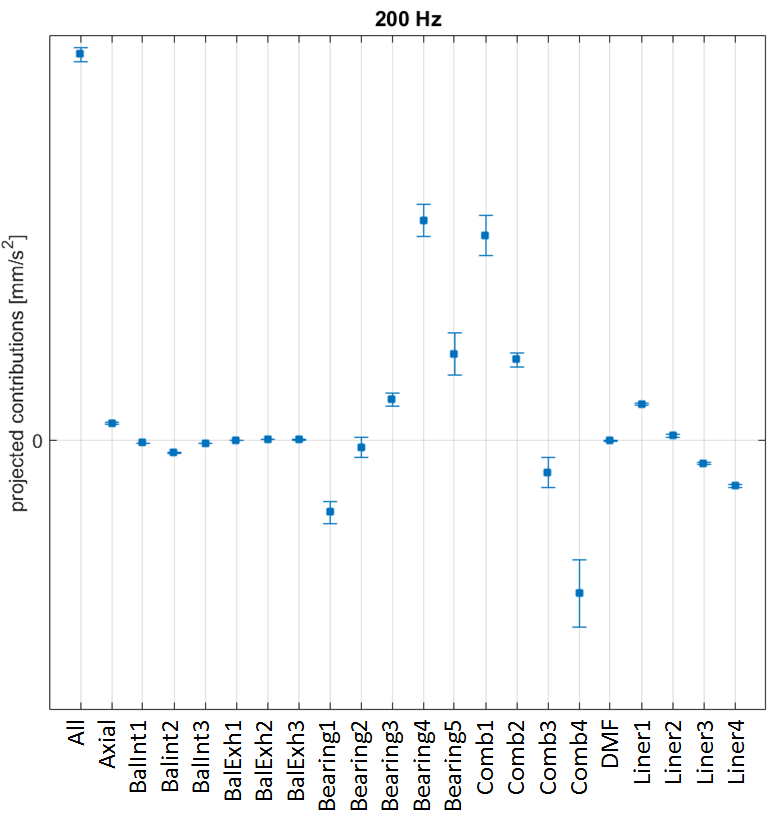 200 Hz
projected contributions [mm/s²]
0
All
Axial
BalInt1
Balint2
BalInt3
BalExh1
BalExh2
BalExh3
Bearing1
Bearing2
Bearing3
Bearing4
Bearing5
Comb1
Comb2
Comb3
Comb4
DMF
Liner1
Liner2
Liner3
Liner4